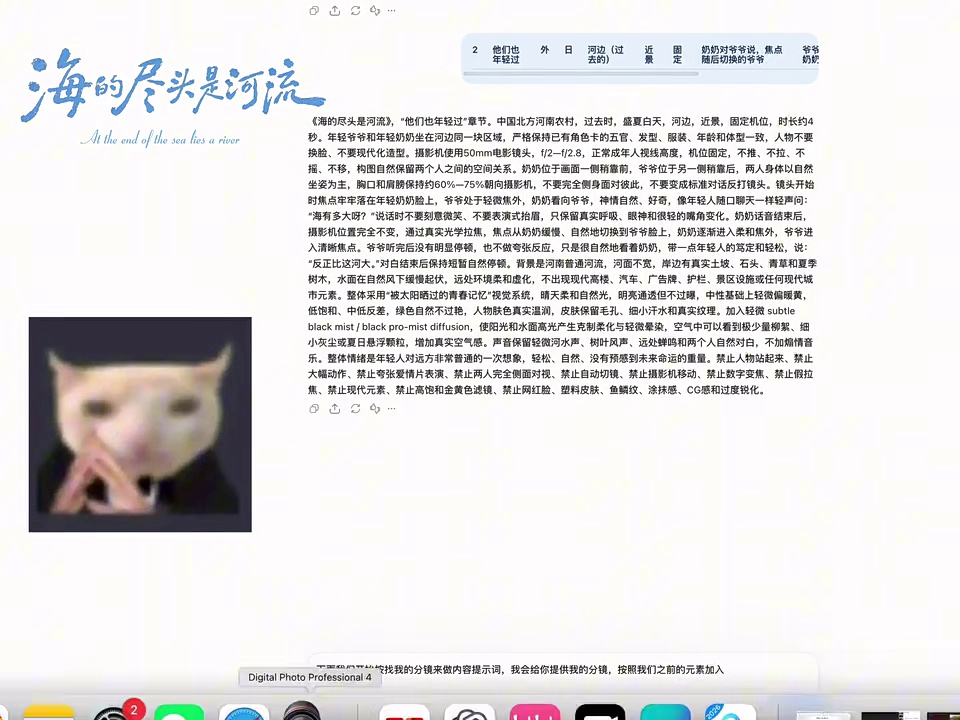 2 他们也年轻过 外 日 河边（过去的） 近景 固定 奶奶对爷爷说，焦点随后切换的爷爷 爷爷奶奶
海的尽头是河流
At the end of the sea lies a river
《海的尽头是河流》，“他们也年轻过”章节。中国北方河南农村，过去时，盛夏白天，河边，近景，固定机位，时长约4
秒。年轻爷爷和年轻奶奶坐在河边同一块区域，严格保持已有角色卡的五官、发型、服装、年龄和体型一致，人物不要
换脸、不要现代化造型。摄影机使用50mm电影镜头，f/2—f/2.8，正常成年人视线高度，机位固定，不推、不拉、不
摇、不移，构图自然保留两个人之间的空间关系。奶奶位于画面一侧稍靠前，爷爷位于另一侧稍靠后，两人身体以自然
坐姿为主，胸口和肩膀保持约60%—75%朝向摄影机，不要完全侧身面对彼此，不要变成标准对话反打镜头。镜头开始
时焦点牢牢落在年轻奶奶脸上，爷爷处于轻微焦外，奶奶看向爷爷，神情自然、好奇，像年轻人随口聊天一样轻声问：
“海有多大呀？”说话时不要刻意微笑、不要表演式抬眉，只保留真实呼吸、眼神和很轻的嘴角变化。奶奶话音结束后，
摄影机位置完全不变，通过真实光学拉焦，焦点从奶奶缓慢、自然地切换到爷爷脸上，奶奶逐渐进入柔和焦外，爷爷进
入清晰焦点。爷爷听完后没有明显停顿，也不做夸张反应，只是很自然地看着奶奶，带一点年轻人的笃定和轻松，说：
“反正比这河大。”对白结束后保持短暂自然停顿。背景是河南普通河流，河面不宽，岸边有真实土坡、石头、青草和夏季
树木，水面在自然风下缓慢起伏，远处环境柔和虚化，不出现现代高楼、汽车、广告牌、护栏、景区设施或任何现代城
市元素。整体采用“被太阳晒过的青春记忆”视觉系统，晴天柔和自然光，明亮通透但不过曝，中性基础上轻微偏暖黄，
低饱和、中低反差，绿色自然不过艳，人物肤色真实温润，皮肤保留毛孔、细小汗水和真实纹理。加入轻微 subtle
black mist / black pro-mist diffusion，使阳光和水面高光产生克制柔化与轻微晕染，空气中可以看到极少量柳絮、细
小灰尘或夏日悬浮颗粒，增加真实空气感。声音保留轻微河水声、树叶风声、远处蝉鸣和两个人自然对白，不加煽情音
乐。整体情绪是年轻人对远方非常普通的一次想象，轻松、自然、没有预感到未来命运的重量。禁止人物站起来、禁止
大幅动作、禁止夸张爱情片表演、禁止两人完全侧面对视、禁止自动切镜、禁止摄影机移动、禁止数字变焦、禁止假拉
焦、禁止现代元素、禁止高饱和金黄色滤镜、禁止网红脸、塑料皮肤、鱼鳞纹、涂抹感、CG感和过度锐化。
下面我们开始按找我的分镜来做内容提示词，我会给你提供我的分镜，按照我们之前的元素加入
Digital Photo Professional 4
2
2026